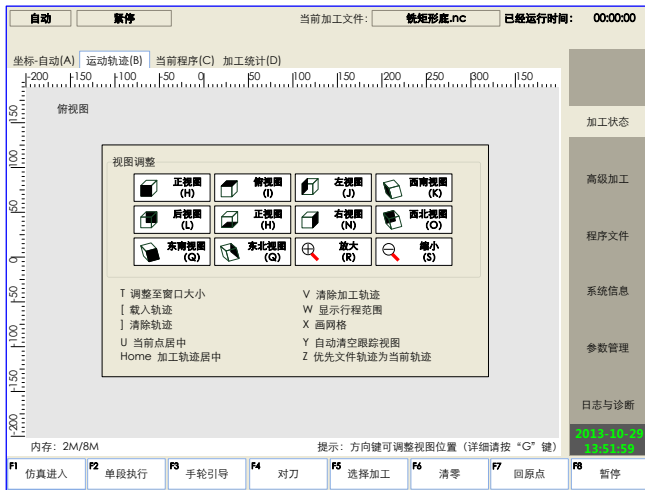 自动 紧停 当前加工文件: 铣矩形底.nc 已经运行时间: 00:00:00
坐标-自动(A) 运动轨迹(B) 当前程序(C) 加工统计(D)
-200 -150 -100 -50 0 50 100 150 200 250 300 150
俯视图
150
100
50
0
-50
-100
-150
-200
视图调整
正视图 (H) 俯视图 (I) 左视图 (J) 西南视图 (K)
后视图 (L) 正视图 (H) 右视图 (N) 西北视图 (O)
东南视图 (Q) 东北视图 (Q) 放大 (R) 缩小 (S)
T 调整至窗口大小 V 清除加工轨迹
[ 载入轨迹 W 显示行程范围
] 清除轨迹 X 画网格
U 当前点居中 Y 自动清空跟踪视图
Home 加工轨迹居中 Z 优先文件轨迹为当前轨迹
加工状态
高级加工
程序文件
系统信息
参数管理
日志与诊断
2013-10-29
13:51:59
内存: 2M/8M 提示: 方向键可调整视图位置 (详细请按 “G” 键)
F1 仿真进入 F2 单段执行 F3 手轮引导 F4 对刀 F5 选择加工 F6 清零 F7 回原点 F8 暂停